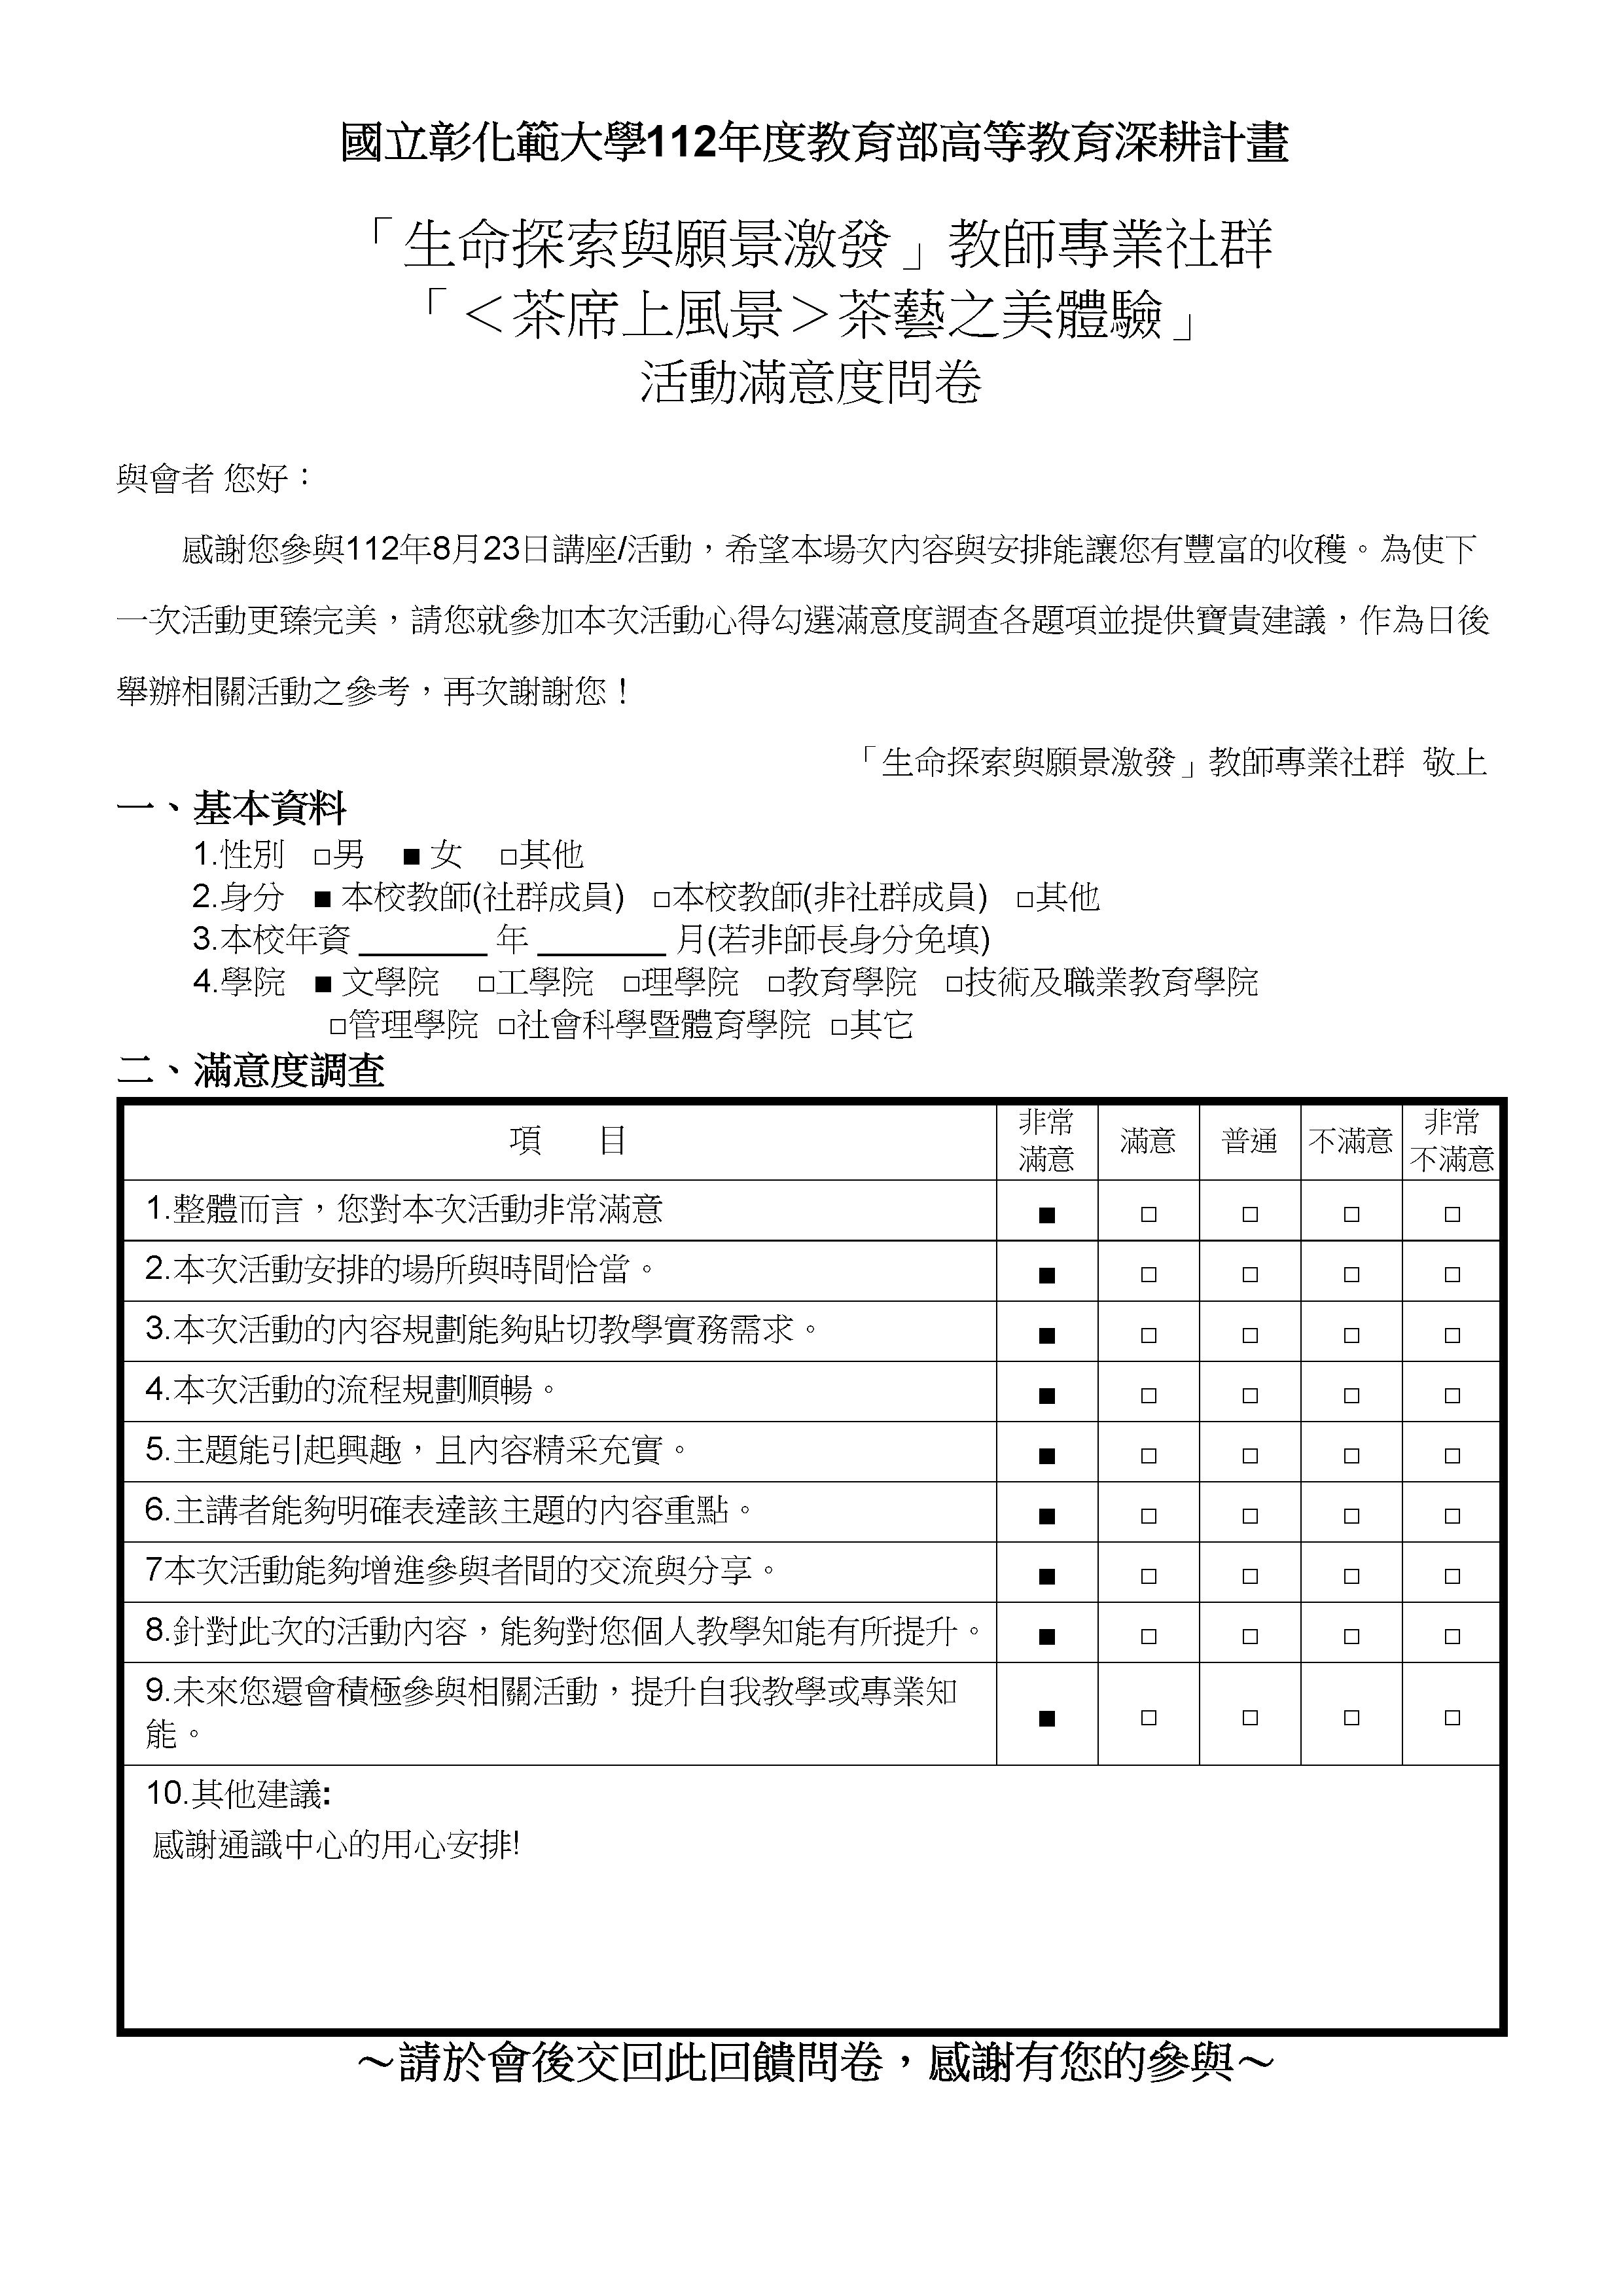 國立彰化範大學112年度教育部高等教育深耕計畫
「生命探索與願景激發」教師專業社群
「＜茶席上風景＞茶藝之美體驗」
活動滿意度問卷
與會者 您好：
感謝您參與112年8月23日講座/活動，希望本場次內容與安排能讓您有豐富的收穫。為使下
一次活動更臻完美，請您就參加本次活動心得勾選滿意度調查各題項並提供寶貴建議，作為日後
舉辦相關活動之參考，再次謝謝您！
「生命探索與願景激發」教師專業社群 敬上
一、基本資料
1.性別 □男 ■ 女 □其他
2.身分 ■ 本校教師(社群成員) □本校教師(非社群成員) □其他
3.本校年資 _______ 年 _______ 月(若非師長身分免填)
4.學院 ■ 文學院 □工學院 □理學院 □教育學院 □技術及職業教育學院
□管理學院 □社會科學暨體育學院 □其它
二、滿意度調查
項 目 非常滿意 滿意 普通 不滿意 非常不滿意
1.整體而言，您對本次活動非常滿意 ■ □ □ □ □
2.本次活動安排的場所與時間恰當。 ■ □ □ □ □
3.本次活動的內容規劃能夠貼切教學實務需求。 ■ □ □ □ □
4.本次活動的流程規劃順暢。 ■ □ □ □ □
5.主題能引起興趣，且內容精采充實。 ■ □ □ □ □
6.主講者能夠明確表達該主題的內容重點。 ■ □ □ □ □
7本次活動能夠增進參與者間的交流與分享。 ■ □ □ □ □
8.針對此次的活動內容，能夠對您個人教學知能有所提升。 ■ □ □ □ □
9.未來您還會積極參與相關活動，提升自我教學或專業知
能。 ■ □ □ □ □
10.其他建議:
感謝通識中心的用心安排!
～請於會後交回此回饋問卷，感謝有您的參與～